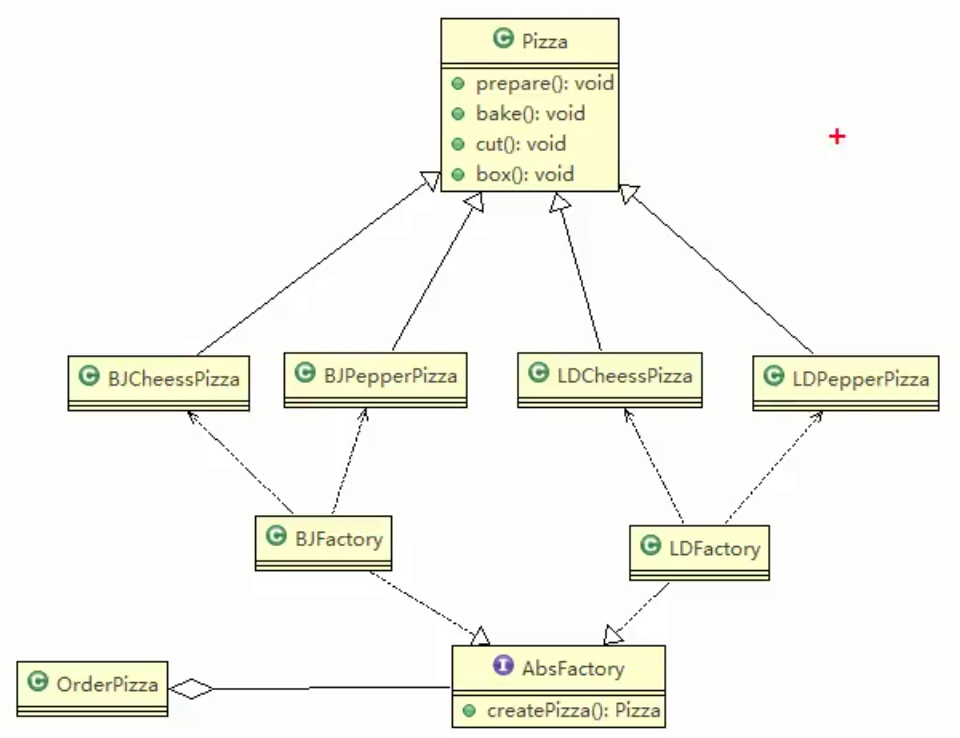 Pizza
prepare(): void
bake(): void
cut(): void
box(): void
BJCheessPizza
BJPepperPizza
LDCheessPizza
LDPepperPizza
BJFactory
LDFactory
OrderPizza
AbsFactory
createPizza(): Pizza